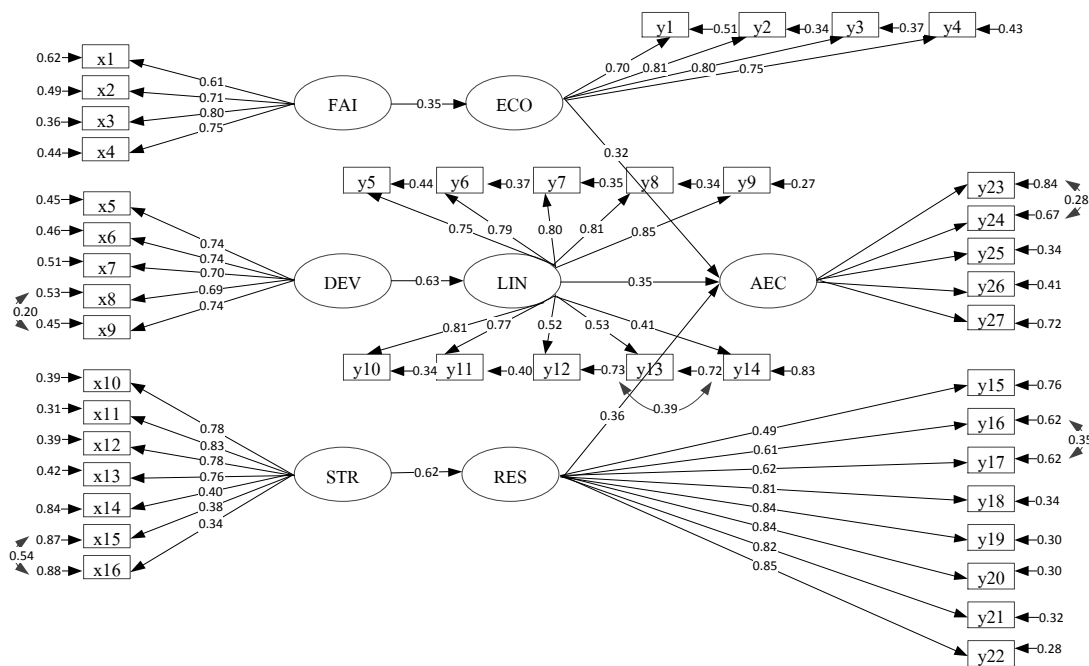 y1
0.51
y2
0.34
y3
0.37
y4
0.43
0.70
0.81
0.80
0.75
0.62
x1
0.49
x2
0.36
x3
0.44
x4
0.61
0.71
0.80
0.75
FAI
0.35
ECO
0.32
y5
0.44
y6
0.37
y7
0.35
y8
0.34
y9
0.27
0.75
0.79
0.80
0.81
0.85
0.45
x5
0.46
x6
0.51
x7
0.53
x8
0.45
x9
0.20
0.74
0.74
0.70
0.69
0.74
DEV
0.63
LIN
0.35
AEC
y23
0.84
y24
0.67
0.28
y25
0.34
y26
0.41
y27
0.72
0.81
0.77
0.52
0.53
0.41
y10
0.34
y11
0.40
y12
0.73
y13
0.72
y14
0.83
0.39
0.36
0.39
x10
0.31
x11
0.39
x12
0.42
x13
0.84
x14
0.87
x15
0.88
x16
0.54
0.78
0.83
0.78
0.76
0.40
0.38
0.34
STR
0.62
RES
0.49
0.61
0.62
0.81
0.84
0.84
0.82
0.85
y15
0.76
y16
0.62
0.35
y17
0.62
y18
0.34
y19
0.30
y20
0.30
y21
0.32
y22
0.28